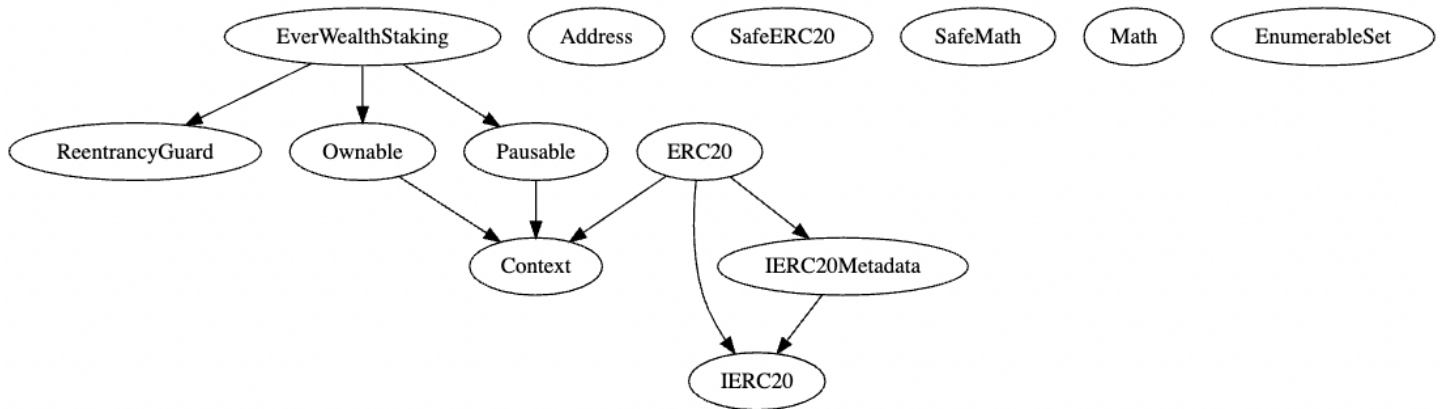 EverWealthStaking
Address
SafeERC20
SafeMath
Math
EnumerableSet
ReentrancyGuard
Ownable
Pausable
ERC20
Context
IERC20Metadata
IERC20